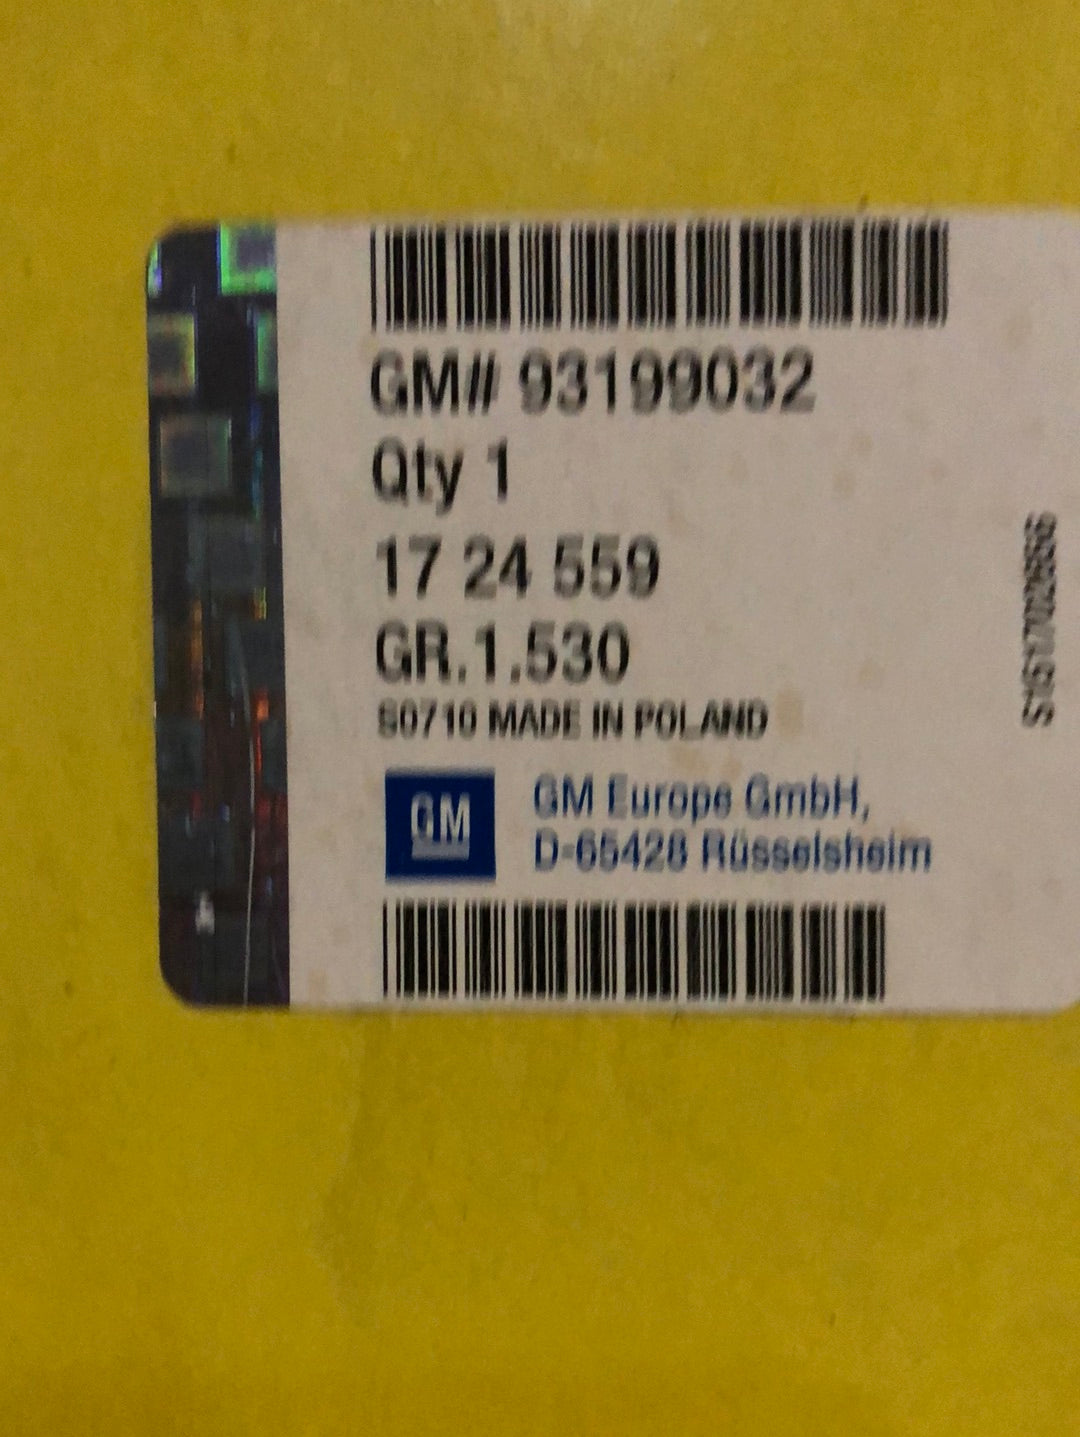 GM# 93199032
Qty 1
17 24 559
GR.1.530
S0710 MADE IN POLAND
GM
GM Europe GmbH,
D-65428 Rüsselsheim